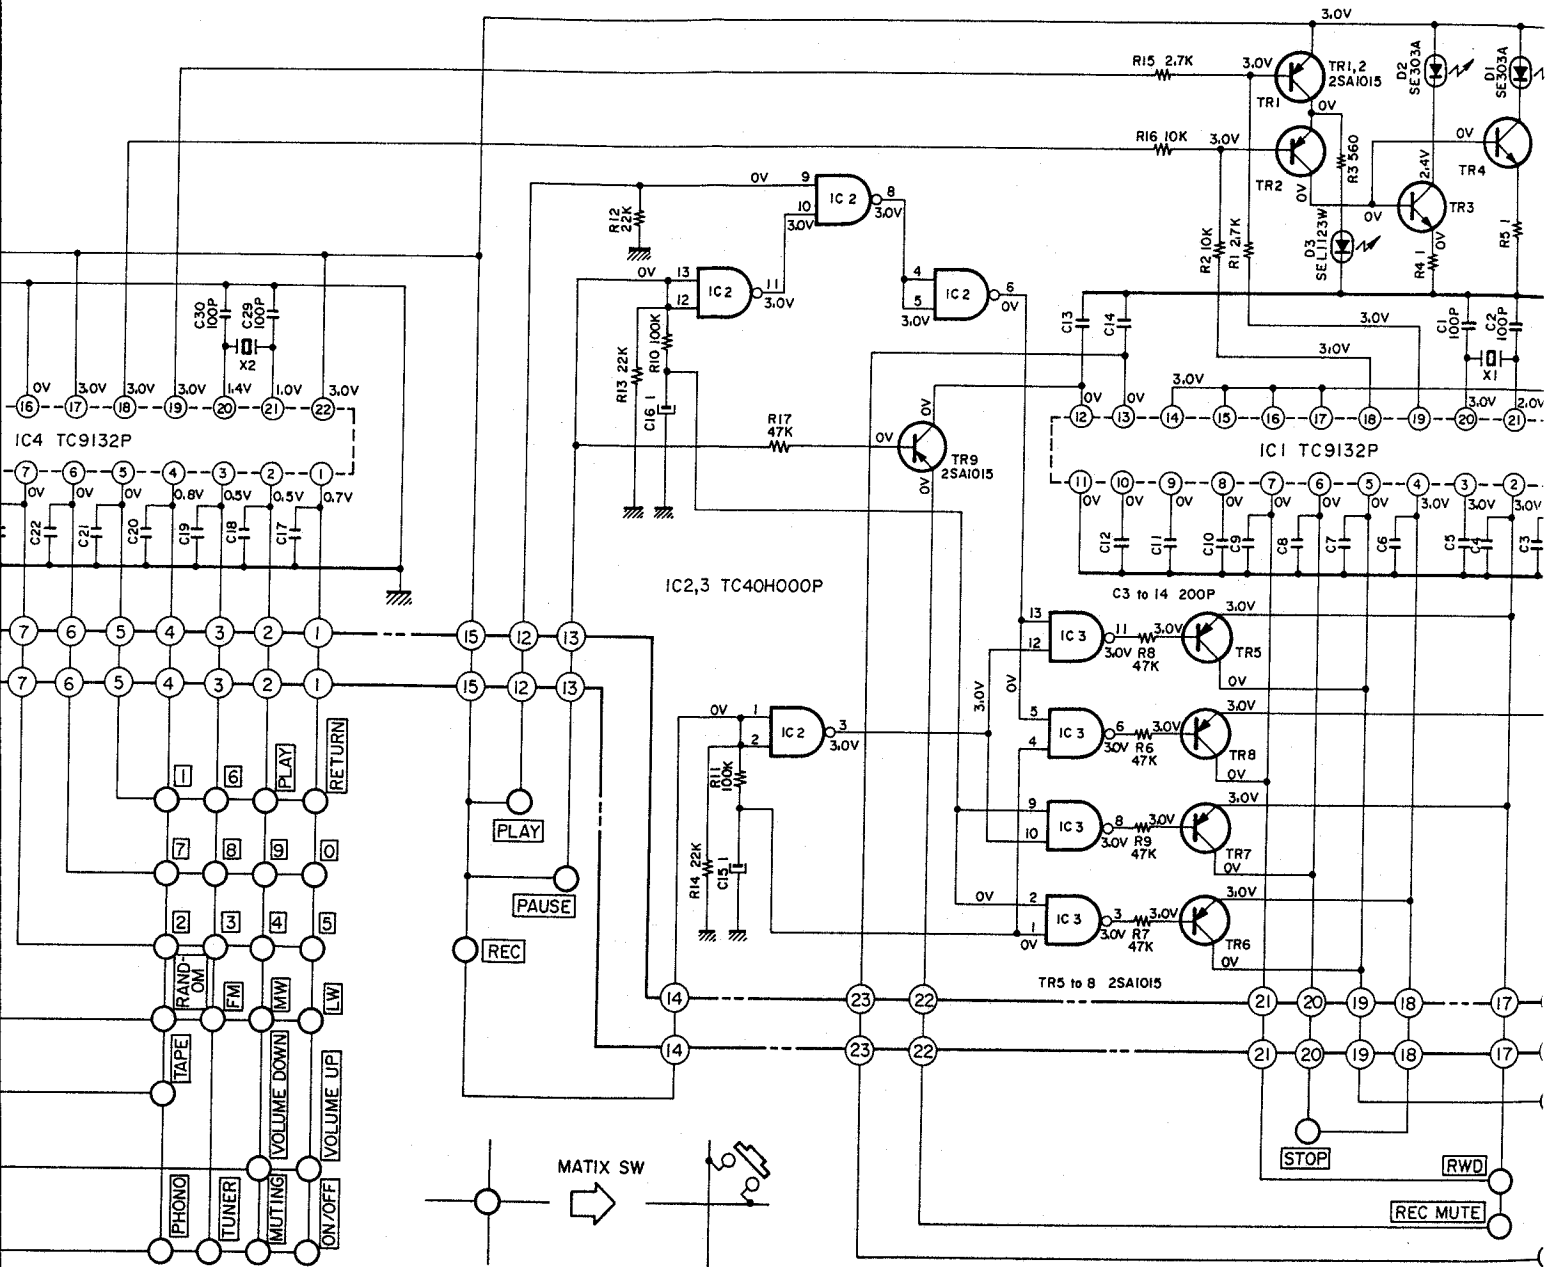 3.0V
R15 2.7K
3.0V
TR1,2
2SA1015
TR1
0V
D2
SE303A
D1
SE303A
R16 10K
3.0V
TR2
0V
R3 560
2.4V
0V
TR4
0V
TR3
R5 1
R4 1
0V
D3
SEL1123W
R2 10K
R1 2.7K
0V
9
10
3.0V
IC2
8
3.0V
R12
22K
0V
13
12
IC2
11
3.0V
4
5
3.0V
IC2
6
0V
C30
100P
C29
100P
X2
R10 100K
R13 22K
C16 1
C13
C14
3.0V
3.0V
C1
100P
C2
100P
X1
0V
3.0V
3.0V
3.0V
1.4V
1.0V
3.0V
16
17
18
19
20
21
22
IC4 TC9132P
7
6
5
4
3
2
1
0V
0V
0V
0.8V
0.5V
0.5V
0.7V
C22
C21
C20
C19
C18
C17
R17
47K
0V
0V
TR9
2SA1015
0V
0V
0V
3.0V
3.0V
2.0V
12
13
14
15
16
17
18
19
20
21
IC1 TC9132P
11
10
9
8
7
6
5
4
3
2
0V
0V
0V
0V
0V
0V
0V
3.0V
3.0V
3.0V
C12
C11
C10
C9
C8
C7
C6
C5
C4
C3
IC2,3 TC40H000P
C3 to 14 200P
7
6
5
4
3
2
1
15
12
13
7
6
5
4
3
2
1
15
12
13
13
12
IC3
11
3.0V
R8
47K
3.0V
TR5
3.0V
0V
0V
3.0V
5
4
IC3
6
3.0V
R6
47K
3.0V
TR8
3.0V
0V
0V
1
2
IC2
3
3.0V
R11
100K
R14 22K
C15 1
9
10
IC3
8
3.0V
R9
47K
3.0V
TR7
3.0V
0V
0V
2
1
0V
IC3
3
3.0V
R7
47K
3.0V
TR6
3.0V
0V
TR5 to 8 2SA1015
1
6
PLAY
RETURN
7
8
9
0
2
3
4
5
RAND-
OM
FM
MW
LW
TAPE
VOLUME DOWN
VOLUME UP
PHONO
TUNER
MUTING
ON/OFF
PLAY
PAUSE
REC
14
23
22
21
20
19
18
17
14
23
22
21
20
19
18
17
MATIX SW
STOP
RWD
REC MUTE